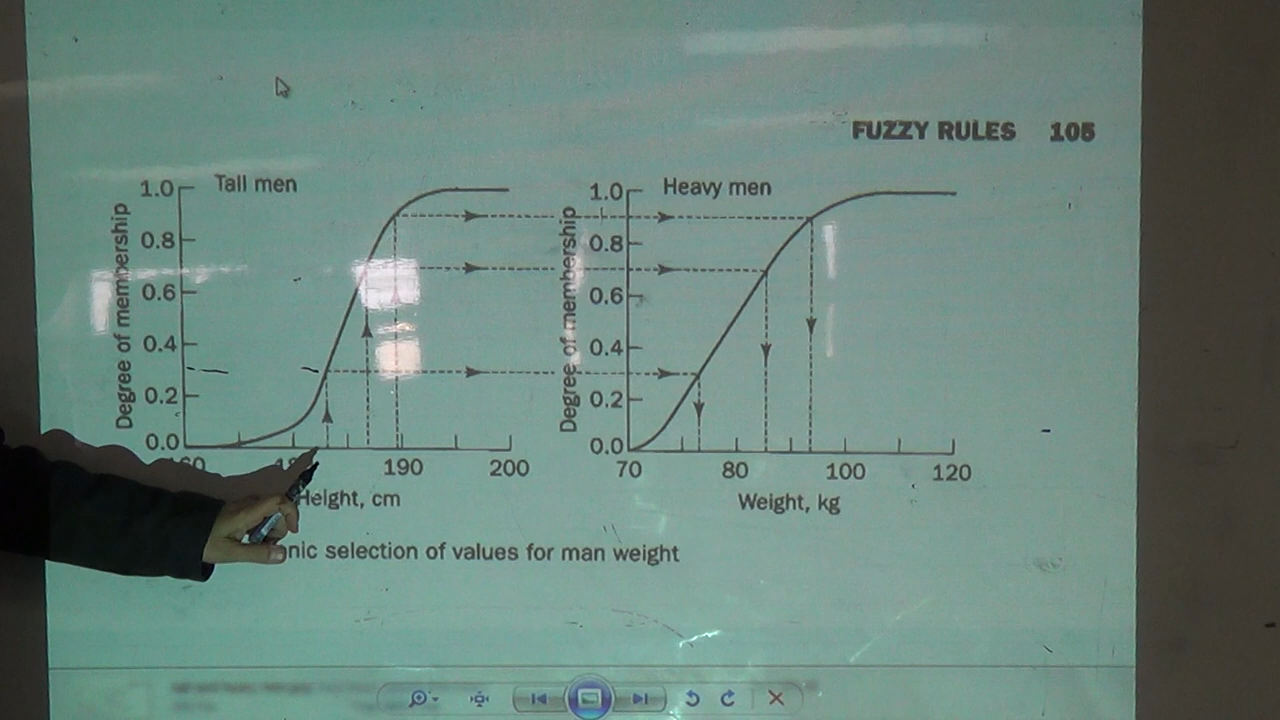 FUZZY RULES 105
Tall men
Degree of membership
1.0
0.8
0.6
0.4
0.2
0.0
190
200
Height, cm
Heavy men
Degree of membership
1.0
0.8
0.6
0.4
0.2
0.0
70
80
100
120
Weight, kg
selection of values for man weight